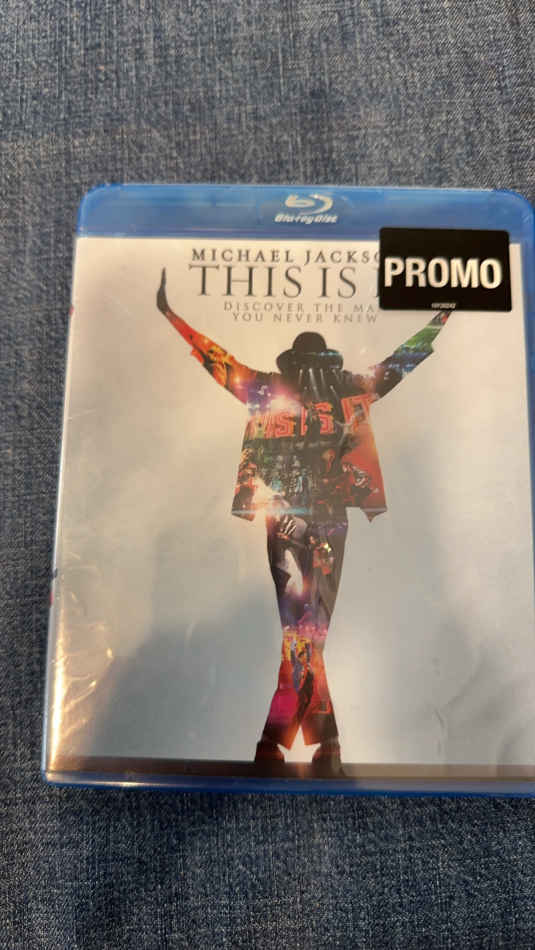 Blu-ray Disc
MICHAEL JACKSO
THIS IS I
PROMO
DISCOVER THE MA
YOU NEVER KNEW
THIS IS IT